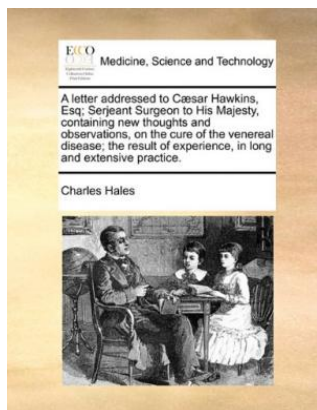 ECCO
Medicine, Science and Technology
A letter addressed to Cæsar Hawkins,
Esq; Serjeant Surgeon to His Majesty,
containing new thoughts and
observations, on the cure of the venereal
disease; the result of experience, in long
and extensive practice.
Charles Hales